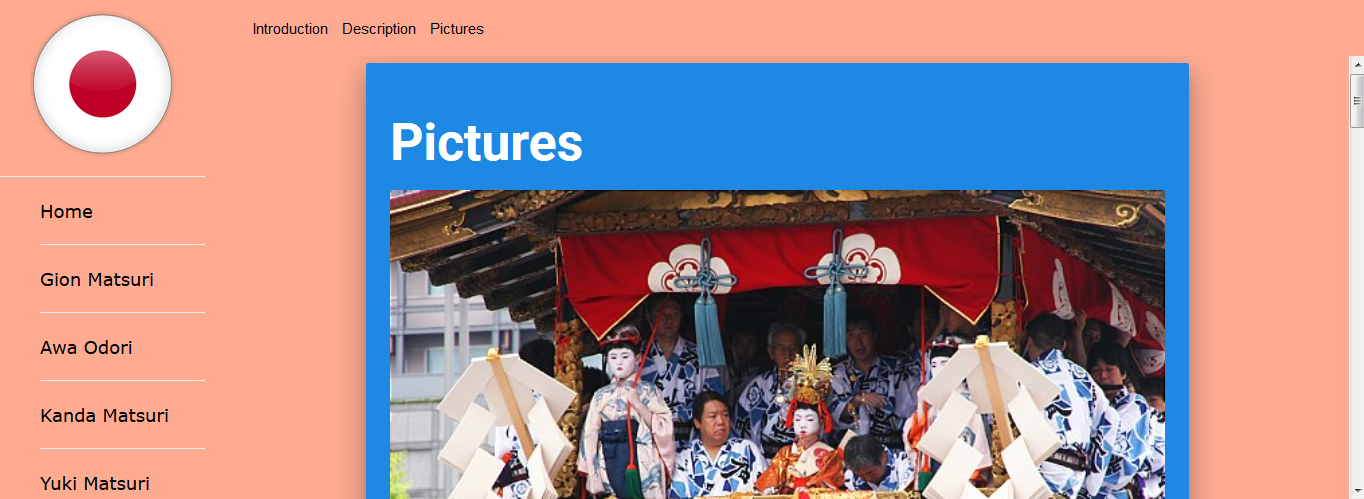 Introduction Description Pictures
Pictures
Home
Gion Matsuri
Awa Odori
Kanda Matsuri
Yuki Matsuri